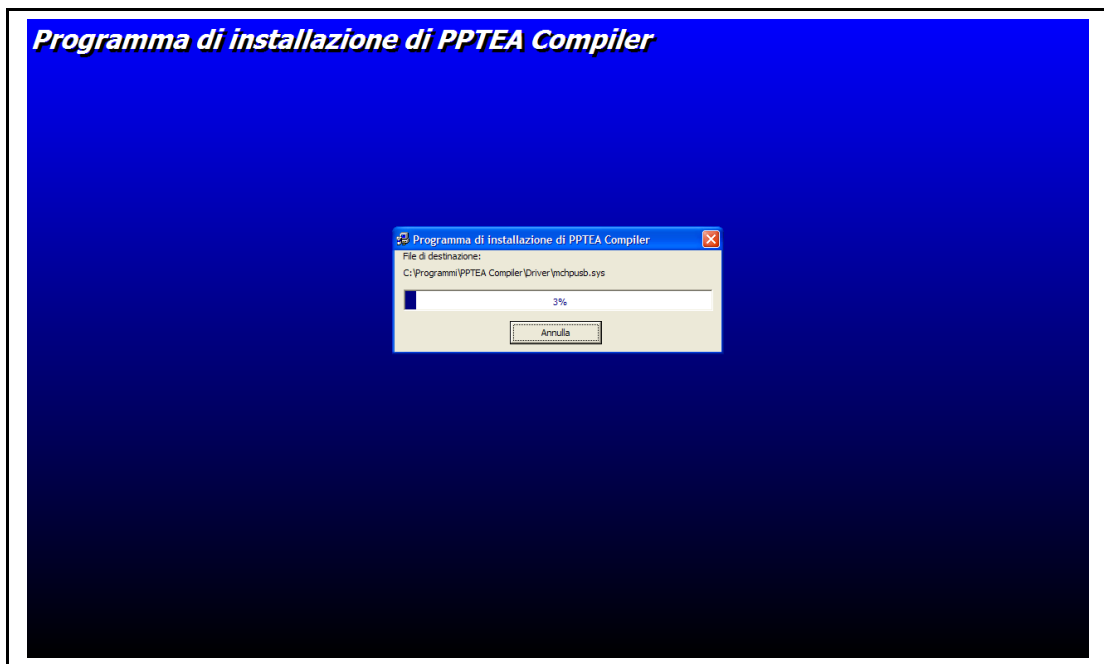 Programma di installazione di PPTEA Compiler
Programma di installazione di PPTEA Compiler
File di destinazione:
C:\Programmi\PPTEA Compiler\Driver\mchpusb.sys
3%
Annulla